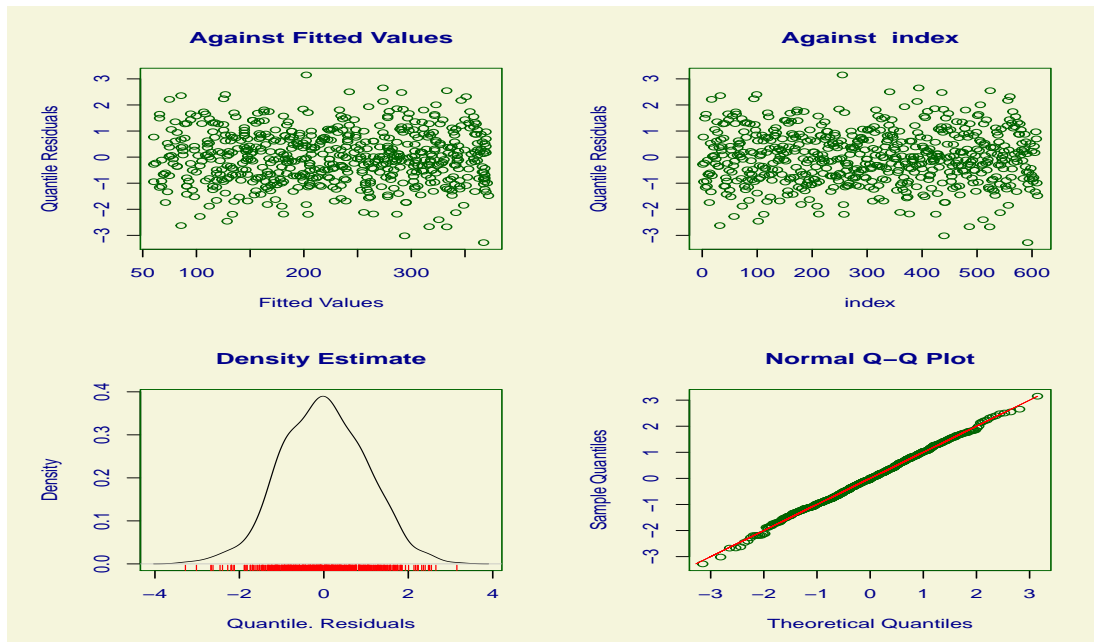 Against Fitted Values
Quantile Residuals
−3 −2 −1 0 1 2 3
50 100 200 300
Fitted Values
Against index
Quantile Residuals
−3 −2 −1 0 1 2 3
0 100 200 300 400 500 600
index
Density Estimate
Density
0.0 0.1 0.2 0.3 0.4
−4 −2 0 2 4
Quantile. Residuals
Normal Q−Q Plot
Sample Quantiles
−3 −2 −1 0 1 2 3
−3 −2 −1 0 1 2 3
Theoretical Quantiles